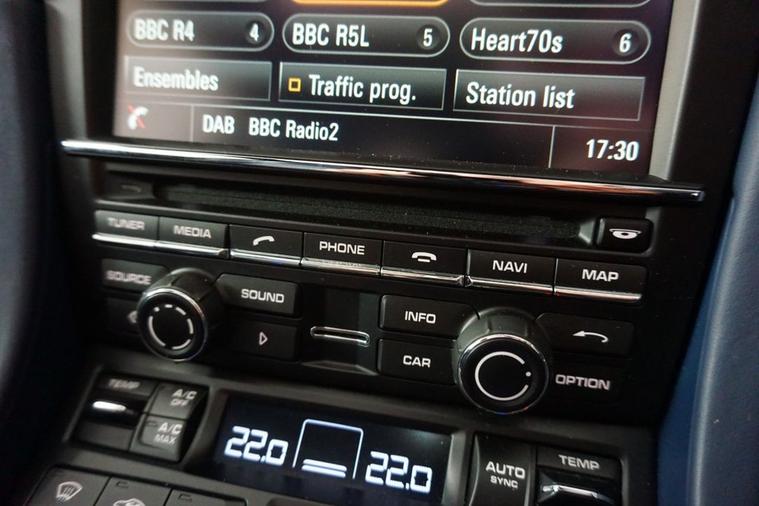 BBC R4 4 BBC R5L 5 Heart70s 6
Ensembles Traffic prog. Station list
DAB BBC Radio2 17:30
TUNER MEDIA PHONE NAVI MAP
SOURCE SOUND INFO
CAR OPTION
TEMP A/C OFF
A/C MAX
22.0 22.0 AUTO SYNC TEMP